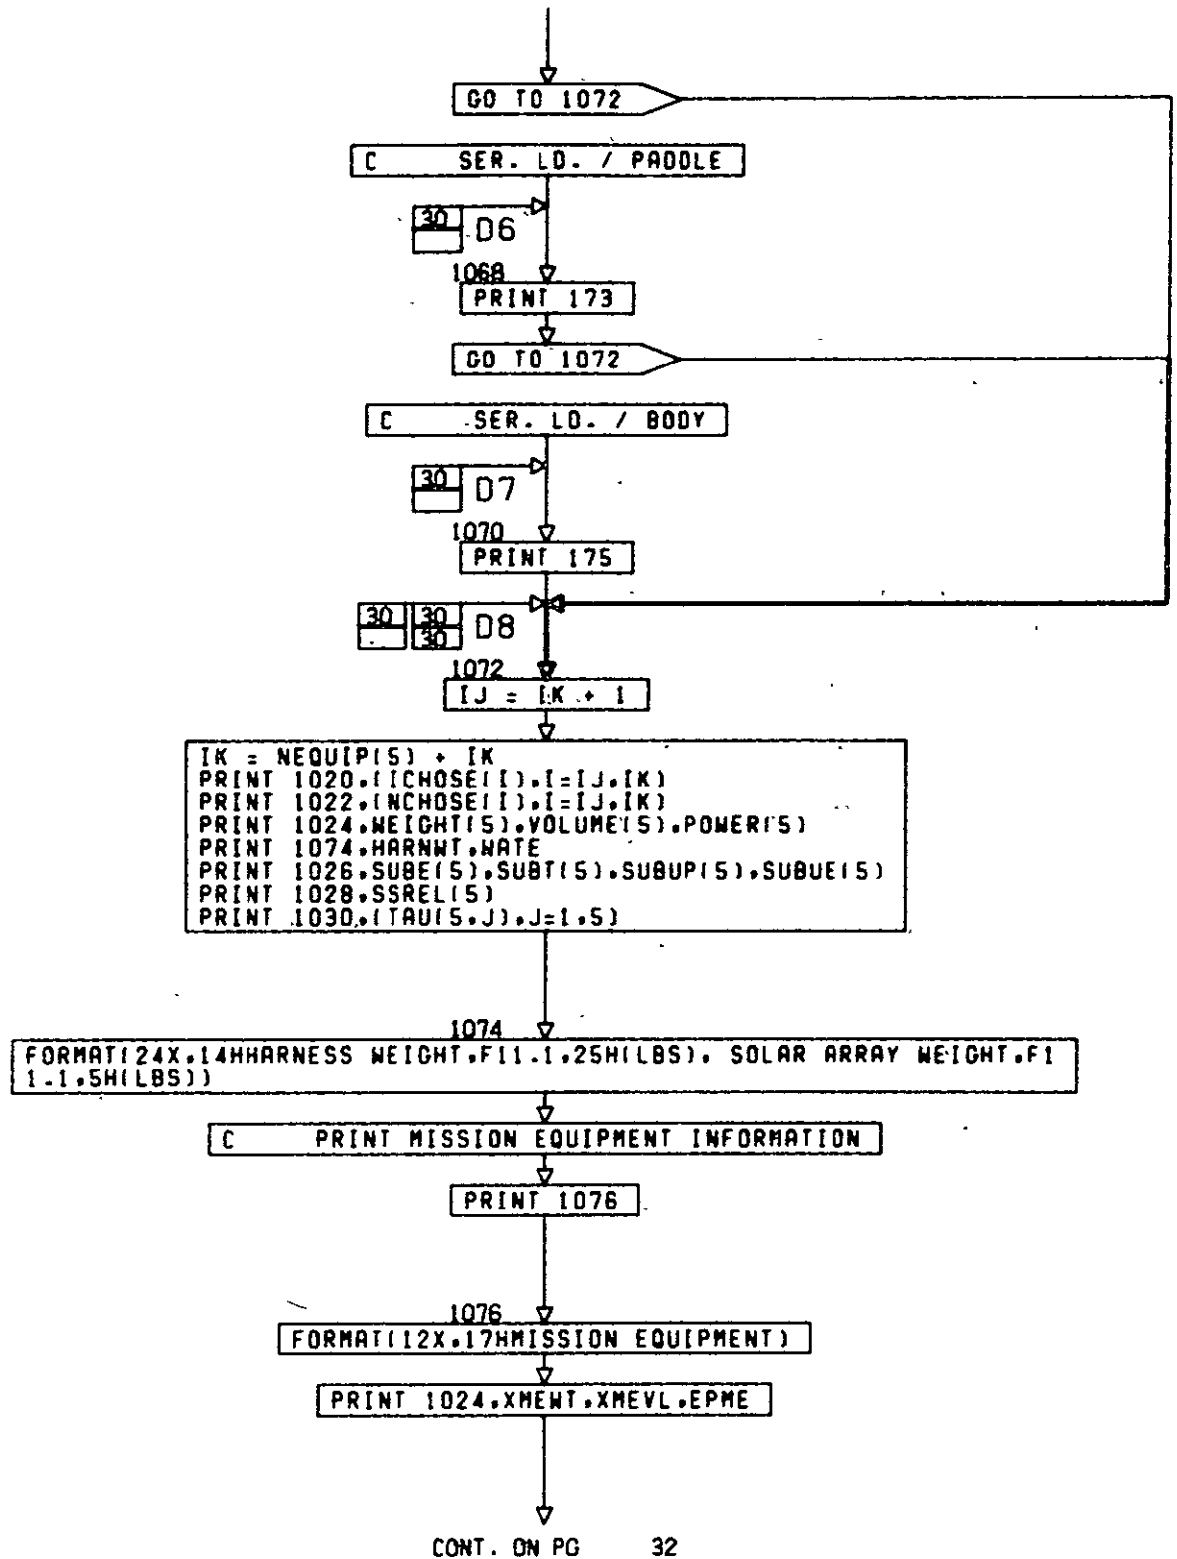 GO TO 1072
C SER. LD. / PADDLE
30 D6
1068
PRINT 173
GO TO 1072
C SER. LD. / BODY
30 D7
1070
PRINT 175
30 30 D8
30
1072
IJ = IK + 1
IK = NEQUIP(5) + IK
PRINT 1020,(ICHOSE(I),I=IJ,IK)
PRINT 1022,(NCHOSE(I),I=IJ,IK)
PRINT 1024,WEIGHT(5),VOLUME(5),POWER(5)
PRINT 1074,HARNWT,WATE
PRINT 1026,SUBE(5),SUBT(5),SUBUP(5),SUBUE(5)
PRINT 1028,SSREL(5)
PRINT 1030,(TAU(5,J),J=1,5)
1074
FORMAT(24X,14HHARNESS WEIGHT,F11.1,25H(LBS), SOLAR ARRAY WEIGHT,F1
1.1,5H(LBS))
C PRINT MISSION EQUIPMENT INFORMATION
PRINT 1076
1076
FORMAT(12X,17HMISSION EQUIPMENT)
PRINT 1024,XMEWT,XMEVL,EPME
CONT. ON PG 32